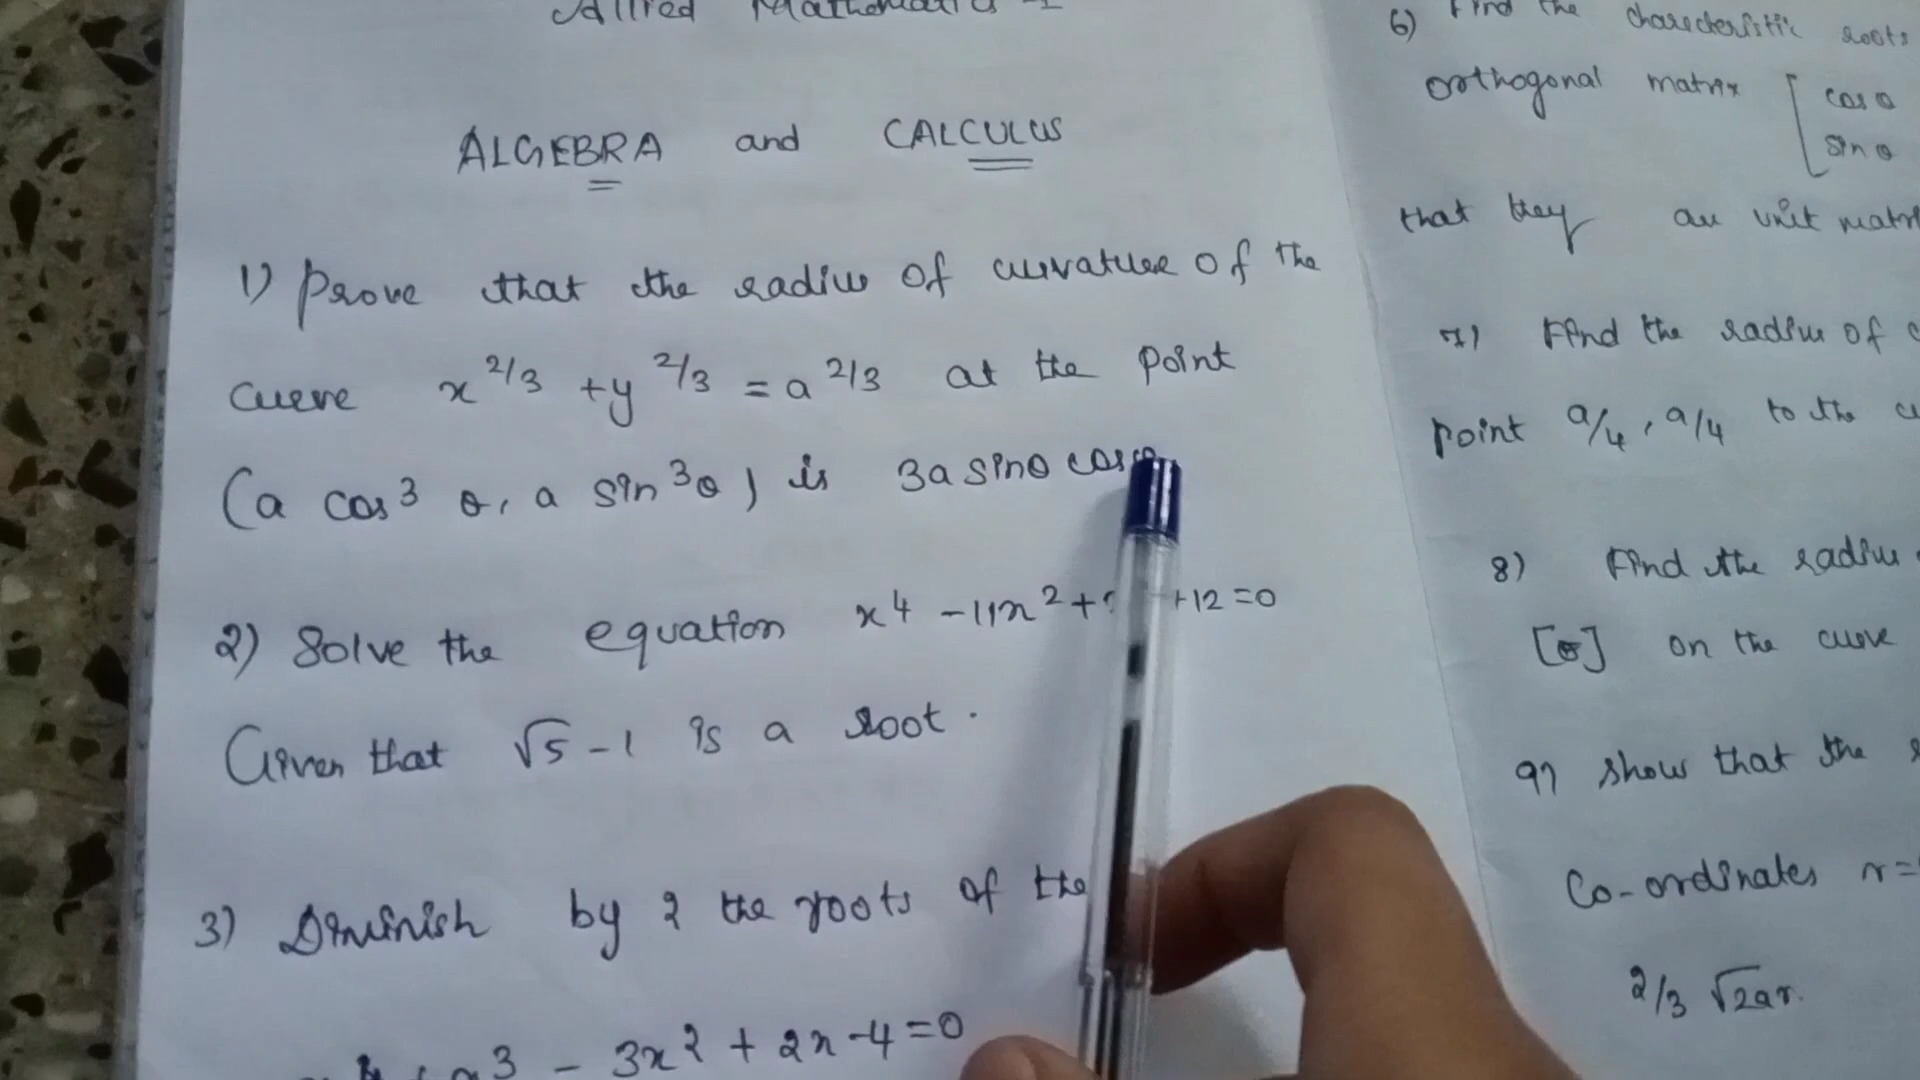 Allied Mathematics - I
ALGEBRA and CALCULUS
1) Prove that the radius of curvature of the
curve x^2/3 + y^2/3 = a^2/3 at the point
(a cos^3 θ, a sin^3 θ) is 3a sinθ cosθ
2) Solve the equation x^4 - 11x^2 + +12=0
Given that √5 - 1 is a root.
3) Diminish by 2 the roots of the
x^3 - 3x^2 + 2x - 4 = 0
6) Find the charecteristic roots
orthogonal matrix [ cos θ
sin θ
that they are unit
7) Find the radius of
point a/4, a/4 to the
8) Find the radius
[θ] on the curve
9) show that the
Co-ordinates r=
2/3 √2ar.